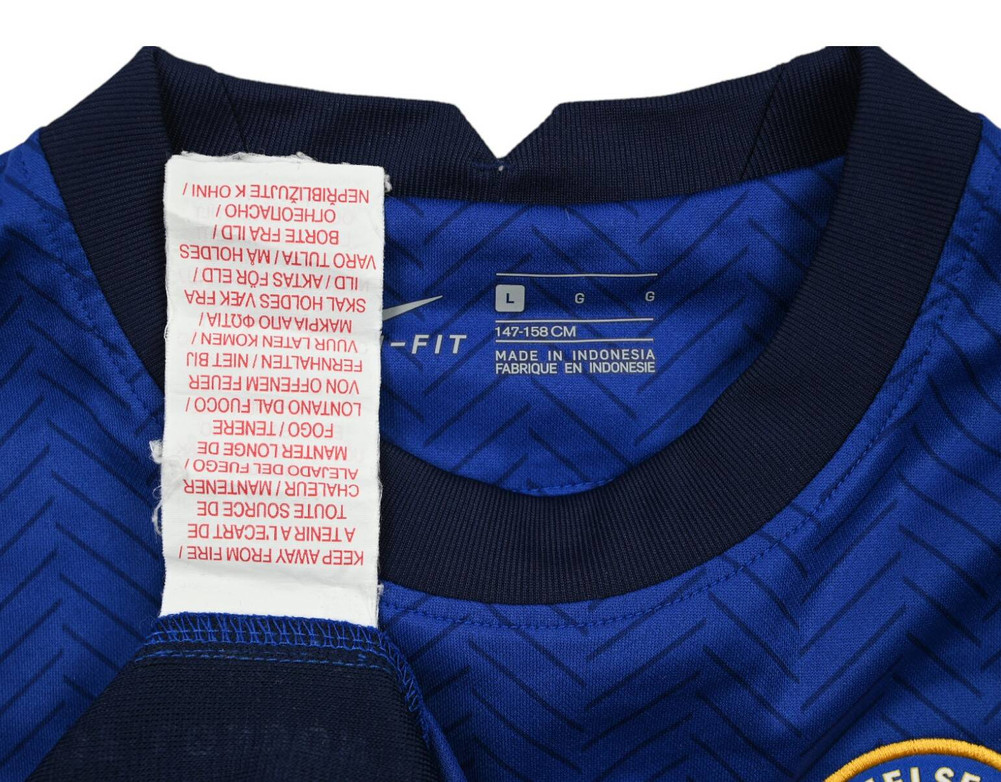 KEEP AWAY FROM FIRE /
A TENIR A L'ECART DE
TOUTE SOURCE DE
CHALEUR / MANTENER
ALEJADO DEL FUEGO /
MANTER LONGE DE
FOGO / TENERE
LONTANO DAL FUOCO /
VON OFFENEM FEUER
FERNHALTEN / NIET BIJ
VUUR LATEN KOMEN /
ΜΑΚΡΙΑ ΑΠΟ ΦΩΤΙΑ /
SKAL HOLDES VÆK FRA
ILD / AKTAS FÖR ELD /
VARO TULTA / MÅ HOLDES
BORTE FRA ILD /
ОГНЕОПАСНО /
NEPŘIBLIŽUJTE K OHNI /
-FIT
L G G
147-158 CM
MADE IN INDONESIA
FABRIQUE EN INDONESIE